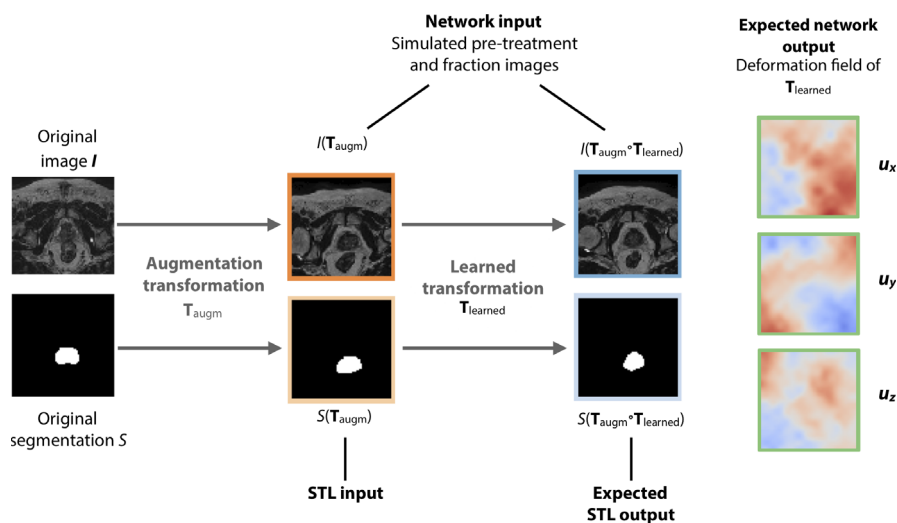 Network input
Simulated pre-treatment
and fraction images
Expected network
output
Deformation field of
Tlearned
Original
image I
I(Taugm)
I(Taugm∘Tlearned)
ux
Augmentation
transformation
Taugm
Learned
transformation
Tlearned
uy
uz
Original
segmentation S
S(Taugm)
S(Taugm∘Tlearned)
STL input
Expected
STL output